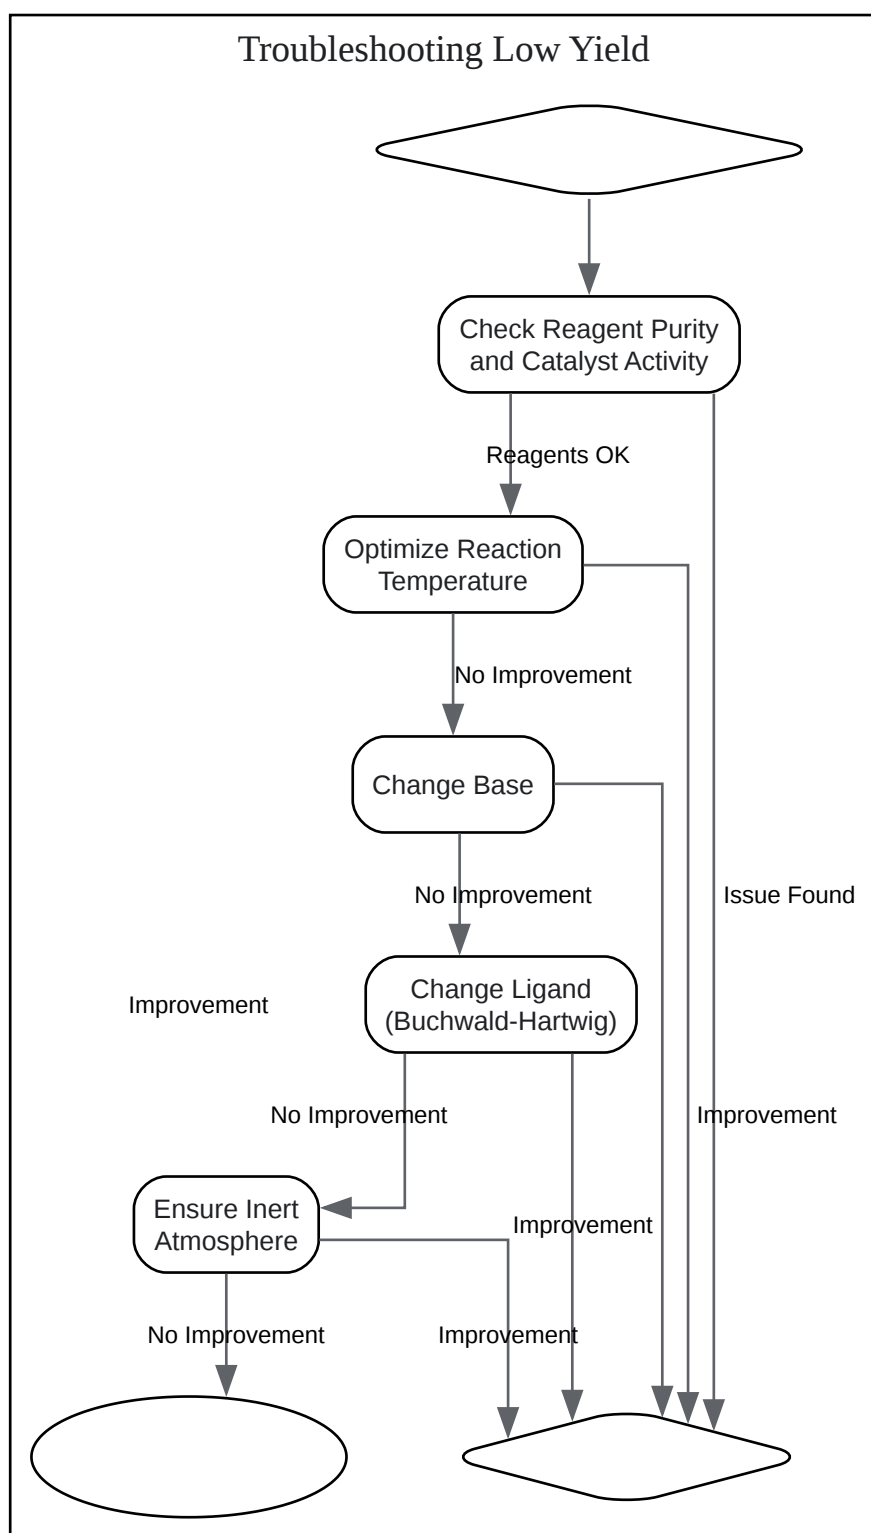 Troubleshooting Low Yield
Check Reagent Purity
and Catalyst Activity
Reagents OK
Optimize Reaction
Temperature
No Improvement
Change Base
No Improvement
Issue Found
Change Ligand
(Buchwald-Hartwig)
Improvement
No Improvement
Improvement
Ensure Inert
Atmosphere
Improvement
No Improvement
Improvement